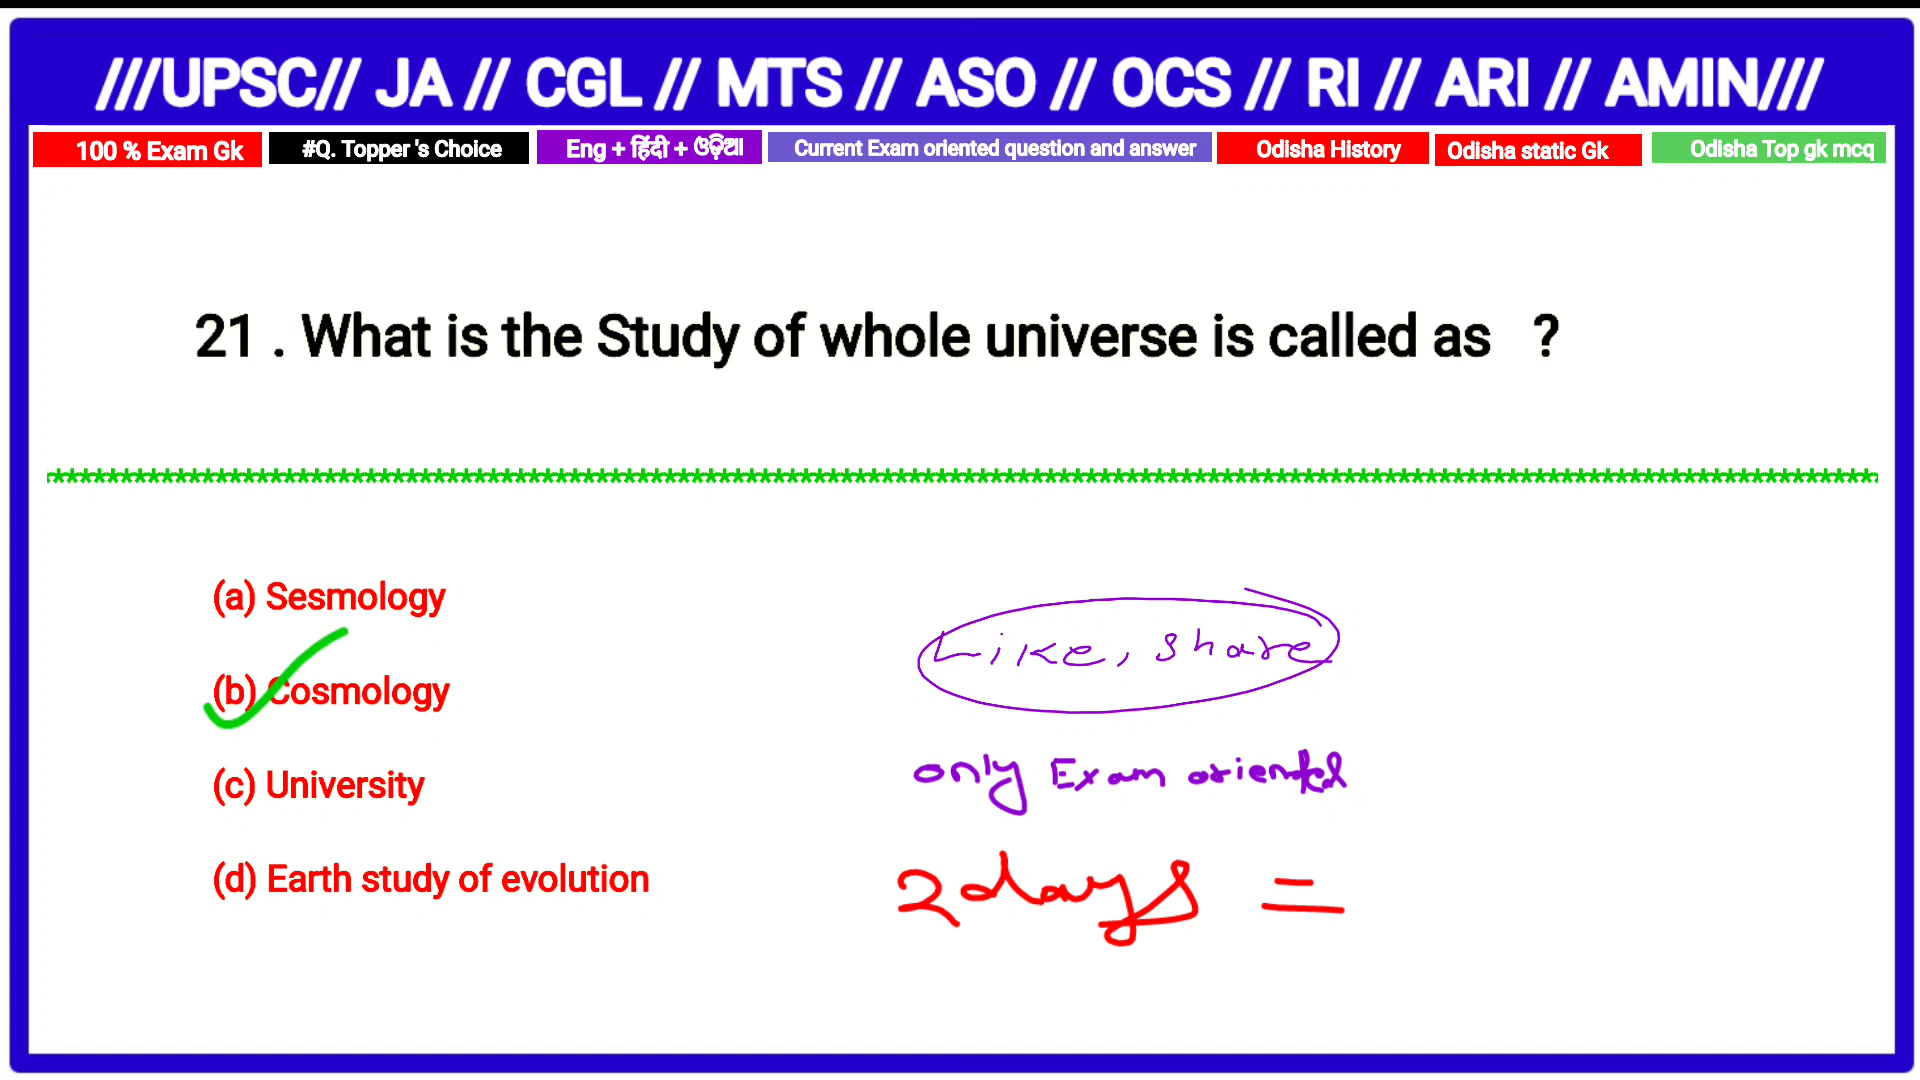 ///UPSC// JA // CGL // MTS // ASO // OCS // RI // ARI // AMIN///
100 % Exam Gk #Q. Topper 's Choice Eng + हिंदी + ଓଡ଼ିଆ Current Exam oriented question and answer Odisha History Odisha static Gk Odisha Top gk mcq
21 . What is the Study of whole universe is called as ?
(a) Sesmology
(b) Cosmology
(c) University
(d) Earth study of evolution
Like, share
only Exam oriented
2 days =